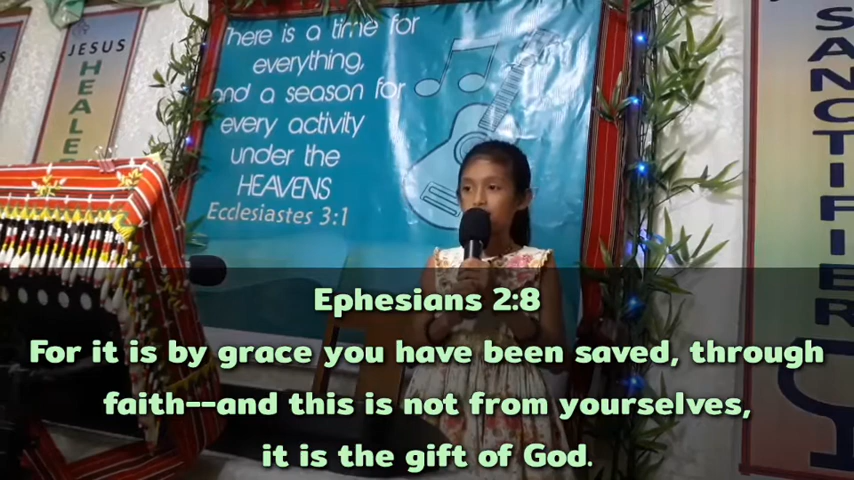 JESUS
HEALER
There is a time for
everything,
and a season for
every activity
under the
HEAVENS
Ecclesiastes 3:1
SANCTIFIER
Ephesians 2:8
For it is by grace you have been saved, through
faith--and this is not from yourselves,
it is the gift of God.